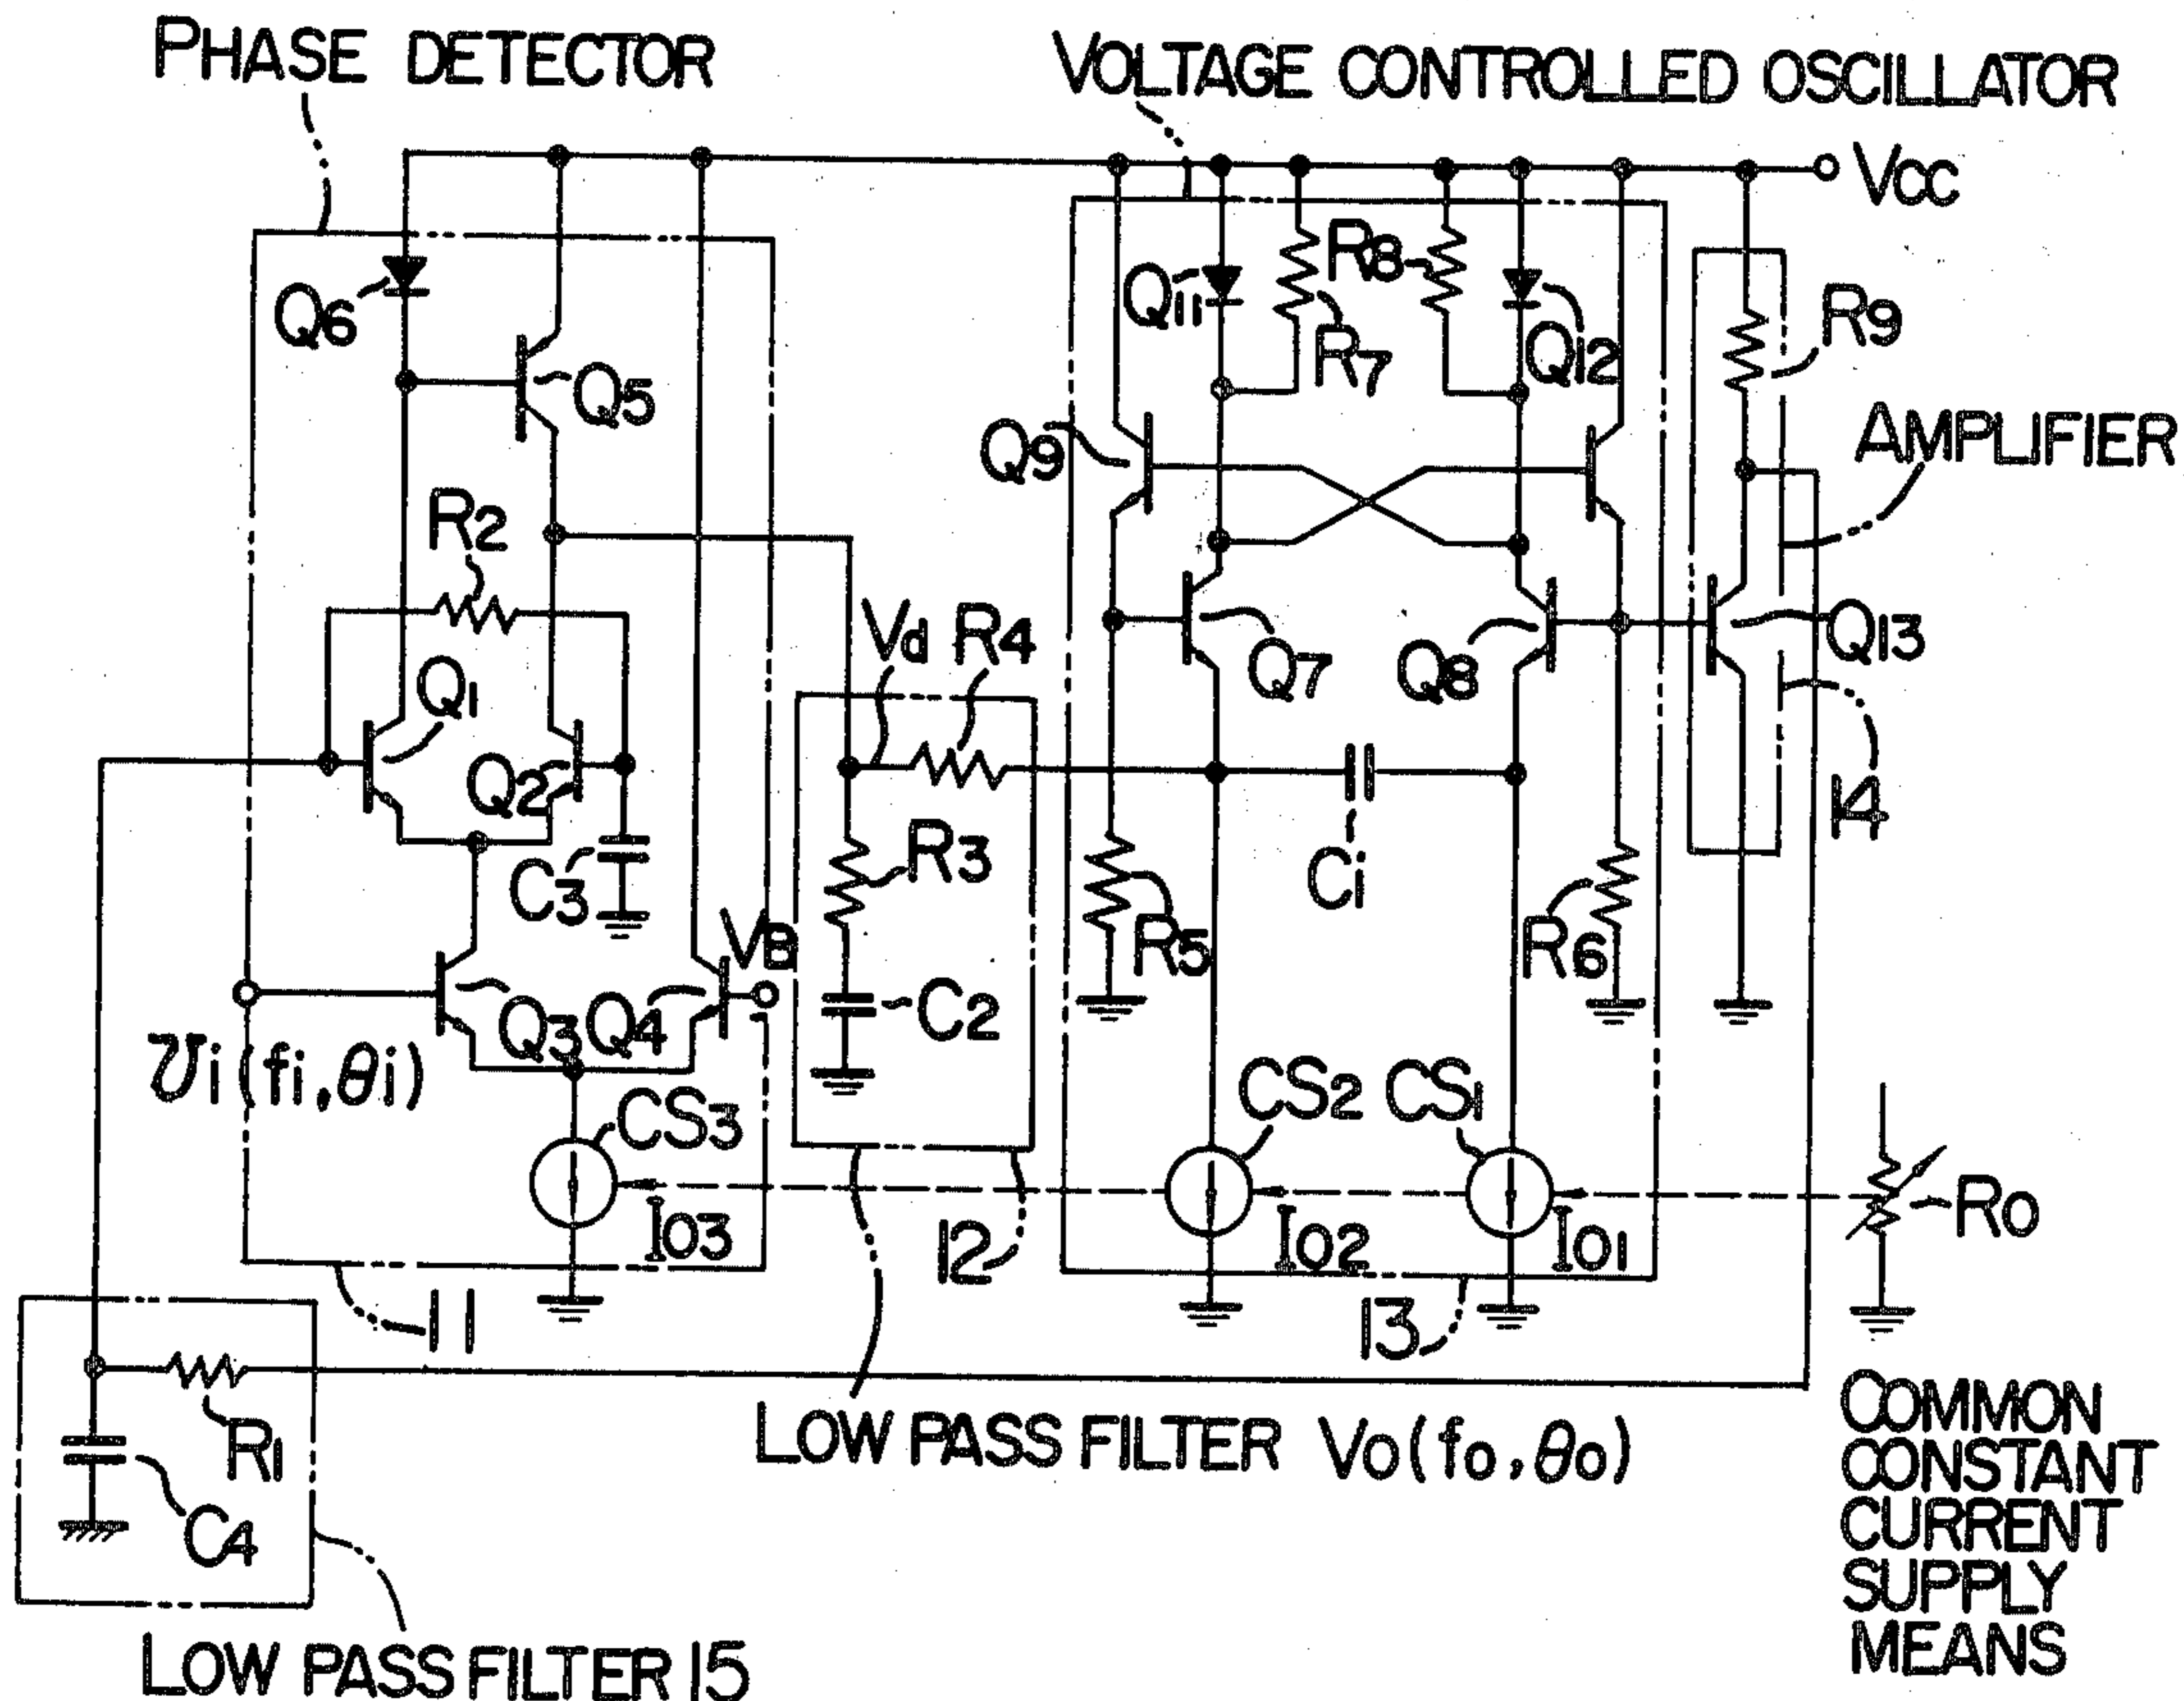 PHASE DETECTOR
VOLTAGE CONTROLLED OSCILLATOR
VCC
Q6
Q5
Q11
R8
R7
Q12
R9
Q9
AMPLIFIER
R2
Q1
Q2
Vd
R4
Q7
Q8
Q13
14
C3
R3
Ci
VB
R5
R6
C2
Q3
Q4
vi(fi,θi)
CS3
CS2
CS1
I03
I02
I01
R0
12
11
13
R1
C4
LOW PASS FILTER
Vo(fo,θo)
COMMON
CONSTANT
CURRENT
SUPPLY
MEANS
LOW PASS FILTER 15